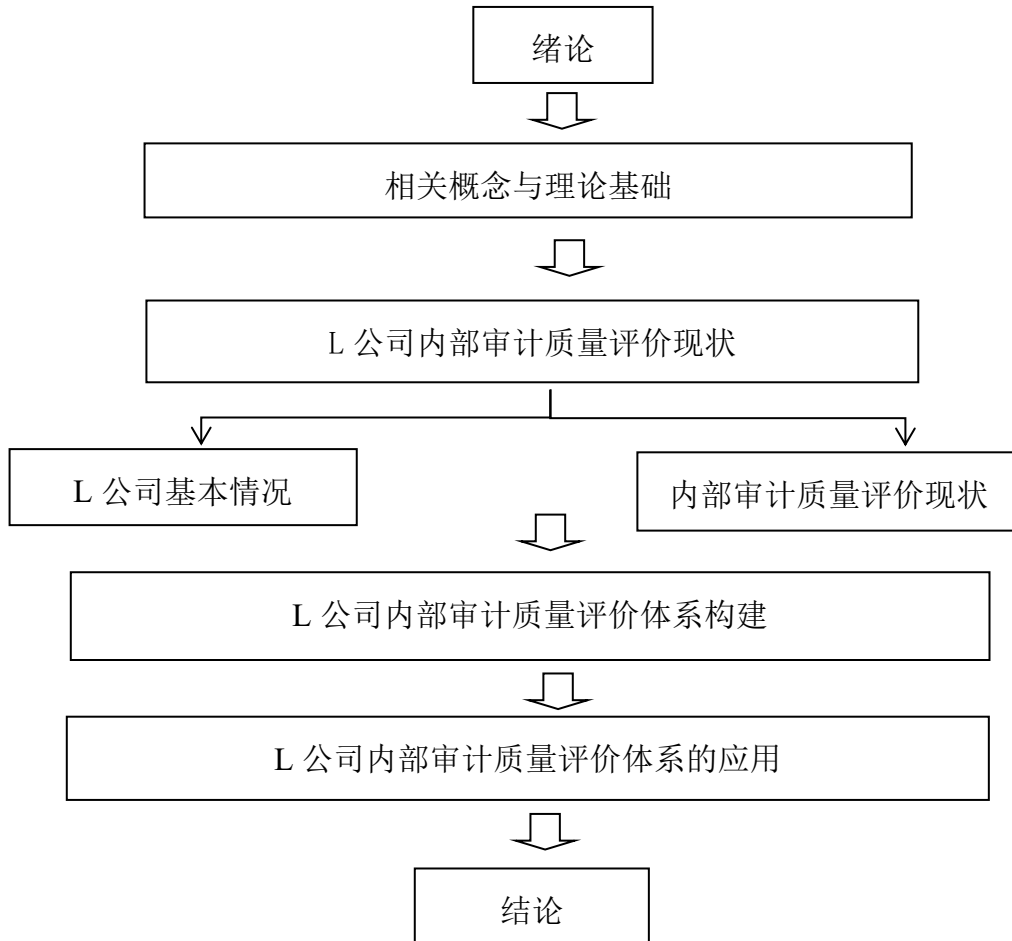 绪论
相关概念与理论基础
L 公司内部审计质量评价现状
L 公司基本情况
内部审计质量评价现状
L 公司内部审计质量评价体系构建
L 公司内部审计质量评价体系的应用
结论